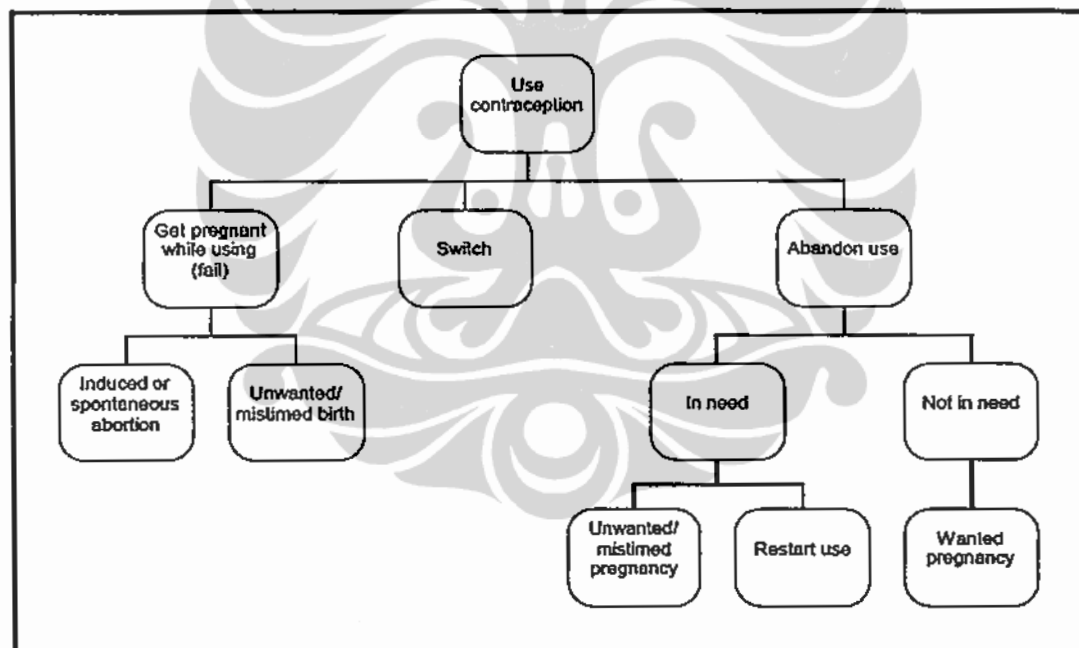 Use
contraception
Get pregnant
while using
(fail)
Switch
Abandon use
Induced or
spontaneous
abortion
Unwanted/
mistimed birth
In need
Not in need
Unwanted/
mistimed
pregnancy
Restart use
Wanted
pregnancy